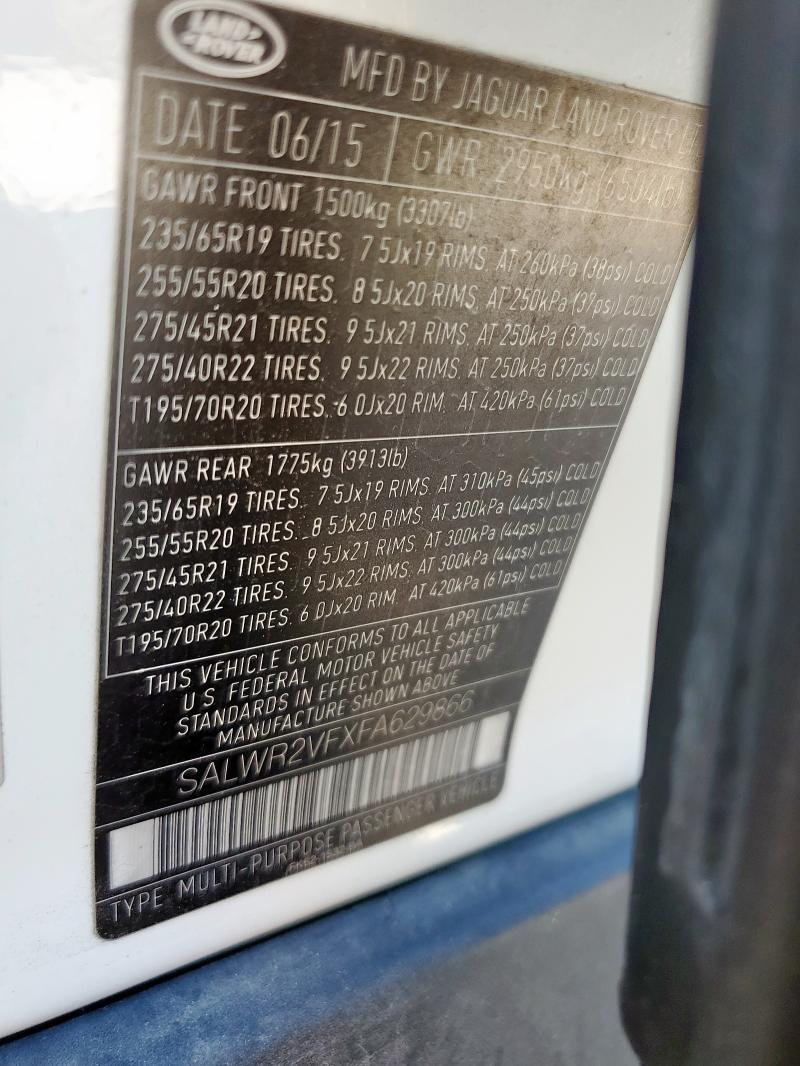 LAND-
-ROVER
MFD BY JAGUAR LAND ROVER LT
DATE 06/15 GWR 2950kg (6504lb)
GAWR FRONT 1500kg (3307lb)
235/65R19 TIRES. 7 5Jx19 RIMS. AT 260kPa (38psi) COLD
255/55R20 TIRES. 8 5Jx20 RIMS. AT 250kPa (37psi) COLD
275/45R21 TIRES. 9 5Jx21 RIMS. AT 250kPa (37psi) COLD
275/40R22 TIRES. 9 5Jx22 RIMS. AT 250kPa (37psi) COLD
T195/70R20 TIRES. 6 0Jx20 RIM. AT 420kPa (61psi) COLD
GAWR REAR 1775kg (3913lb)
235/65R19 TIRES. 7 5Jx19 RIMS. AT 310kPa (45psi) COLD
255/55R20 TIRES. 8 5Jx20 RIMS. AT 300kPa (44psi) COLD
275/45R21 TIRES. 9 5Jx21 RIMS. AT 300kPa (44psi) COLD
275/40R22 TIRES. 9 5Jx22 RIMS. AT 300kPa (44psi) COLD
T195/70R20 TIRES. 6 0Jx20 RIM. AT 420kPa (61psi) COLD
THIS VEHICLE CONFORMS TO ALL APPLICABLE
U S FEDERAL MOTOR VEHICLE SAFETY
STANDARDS IN EFFECT ON THE DATE OF
MANUFACTURE SHOWN ABOVE
SALWR2VFXFA629866
TYPE MULTI-PURPOSE PASSENGER VEHICLE